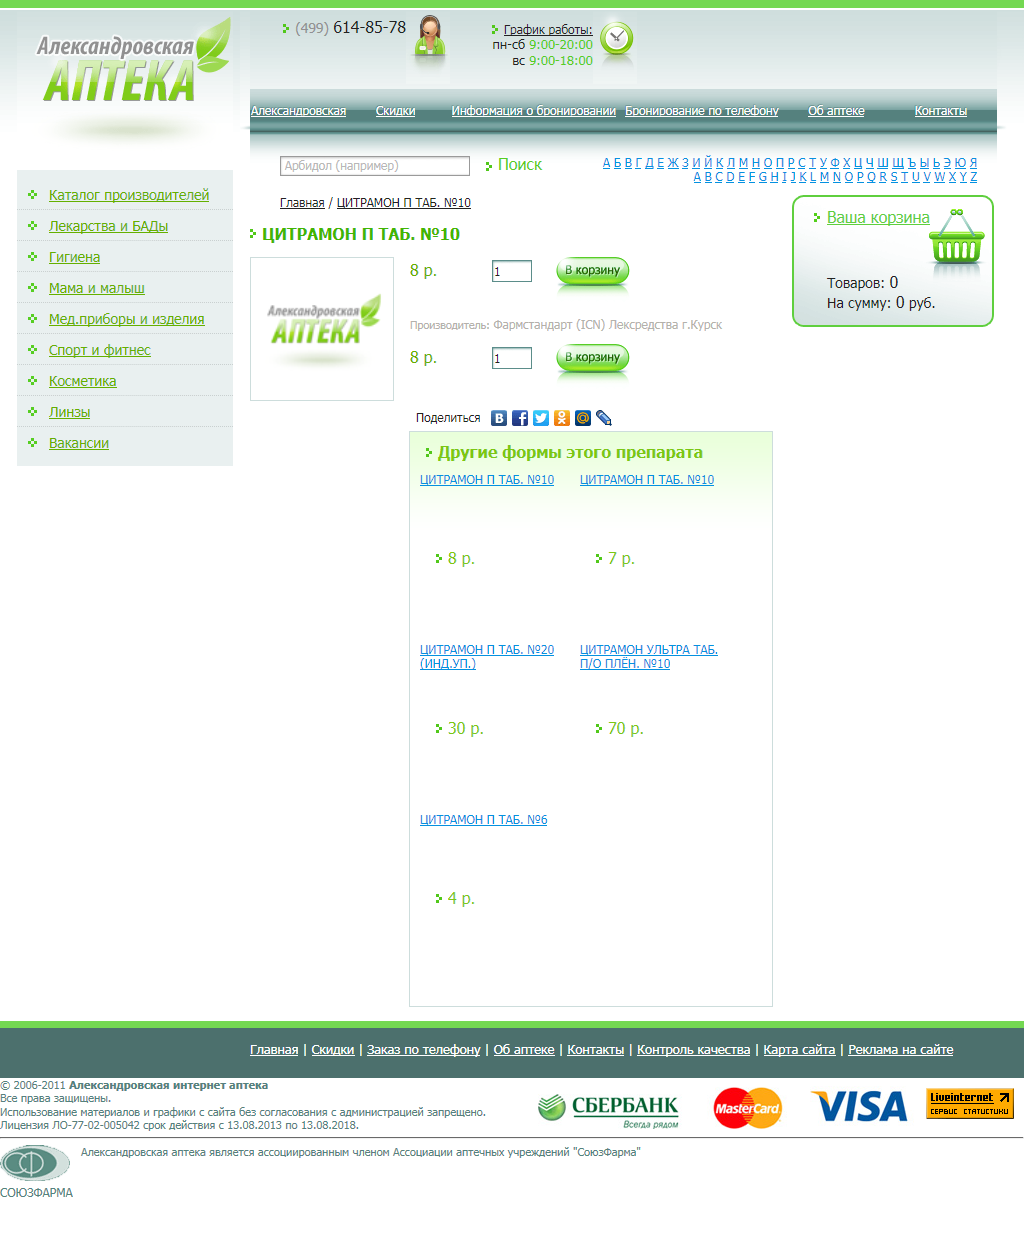 Александровская
АПТЕКА
(499) 614-85-78
График работы:
пн-сб 9:00-20:00
вс 9:00-18:00
Александровская Скидки Информация о бронировании Бронирование по телефону Об аптеке Контакты
Арбидол (например) Поиск
А Б В Г Д Е Ж З И Й К Л М Н О П Р С Т У Ф Х Ц Ч Ш Щ Ъ Ы Ь Э Ю Я
A B C D E F G H I J K L M N O P Q R S T U V W X Y Z
Каталог производителей
Лекарства и БАДы
Гигиена
Мама и малыш
Мед.приборы и изделия
Спорт и фитнес
Косметика
Линзы
Вакансии
Главная / ЦИТРАМОН П ТАБ. №10
ЦИТРАМОН П ТАБ. №10
Александровская
АПТЕКА
8 р. 1 В корзину
Производитель: Фармстандарт (ICN) Лексредства г.Курск
8 р. 1 В корзину
Ваша корзина
Товаров: 0
На сумму: 0 руб.
Поделиться
Другие формы этого препарата
ЦИТРАМОН П ТАБ. №10 ЦИТРАМОН П ТАБ. №10
8 р. 7 р.
ЦИТРАМОН П ТАБ. №20 ЦИТРАМОН УЛЬТРА ТАБ.
(ИНД.УП.) П/О ПЛЁН. №10
30 р. 70 р.
ЦИТРАМОН П ТАБ. №6
4 р.
Главная | Скидки | Заказ по телефону | Об аптеке | Контакты | Контроль качества | Карта сайта | Реклама на сайте
© 2006-2011 Александровская интернет аптека
Все права защищены.
Использование материалов и графики с сайта без согласования с администрацией запрещено.
Лицензия ЛО-77-02-005042 срок действия с 13.08.2013 по 13.08.2018.
СБЕРБАНК
Всегда рядом
MasterCard
VISA
Liveinternet
СЕРВИС СТАТИСТИКИ
Александровская аптека является ассоциированным членом Ассоциации аптечных учреждений "СоюзФарма"
СОЮЗФАРМА